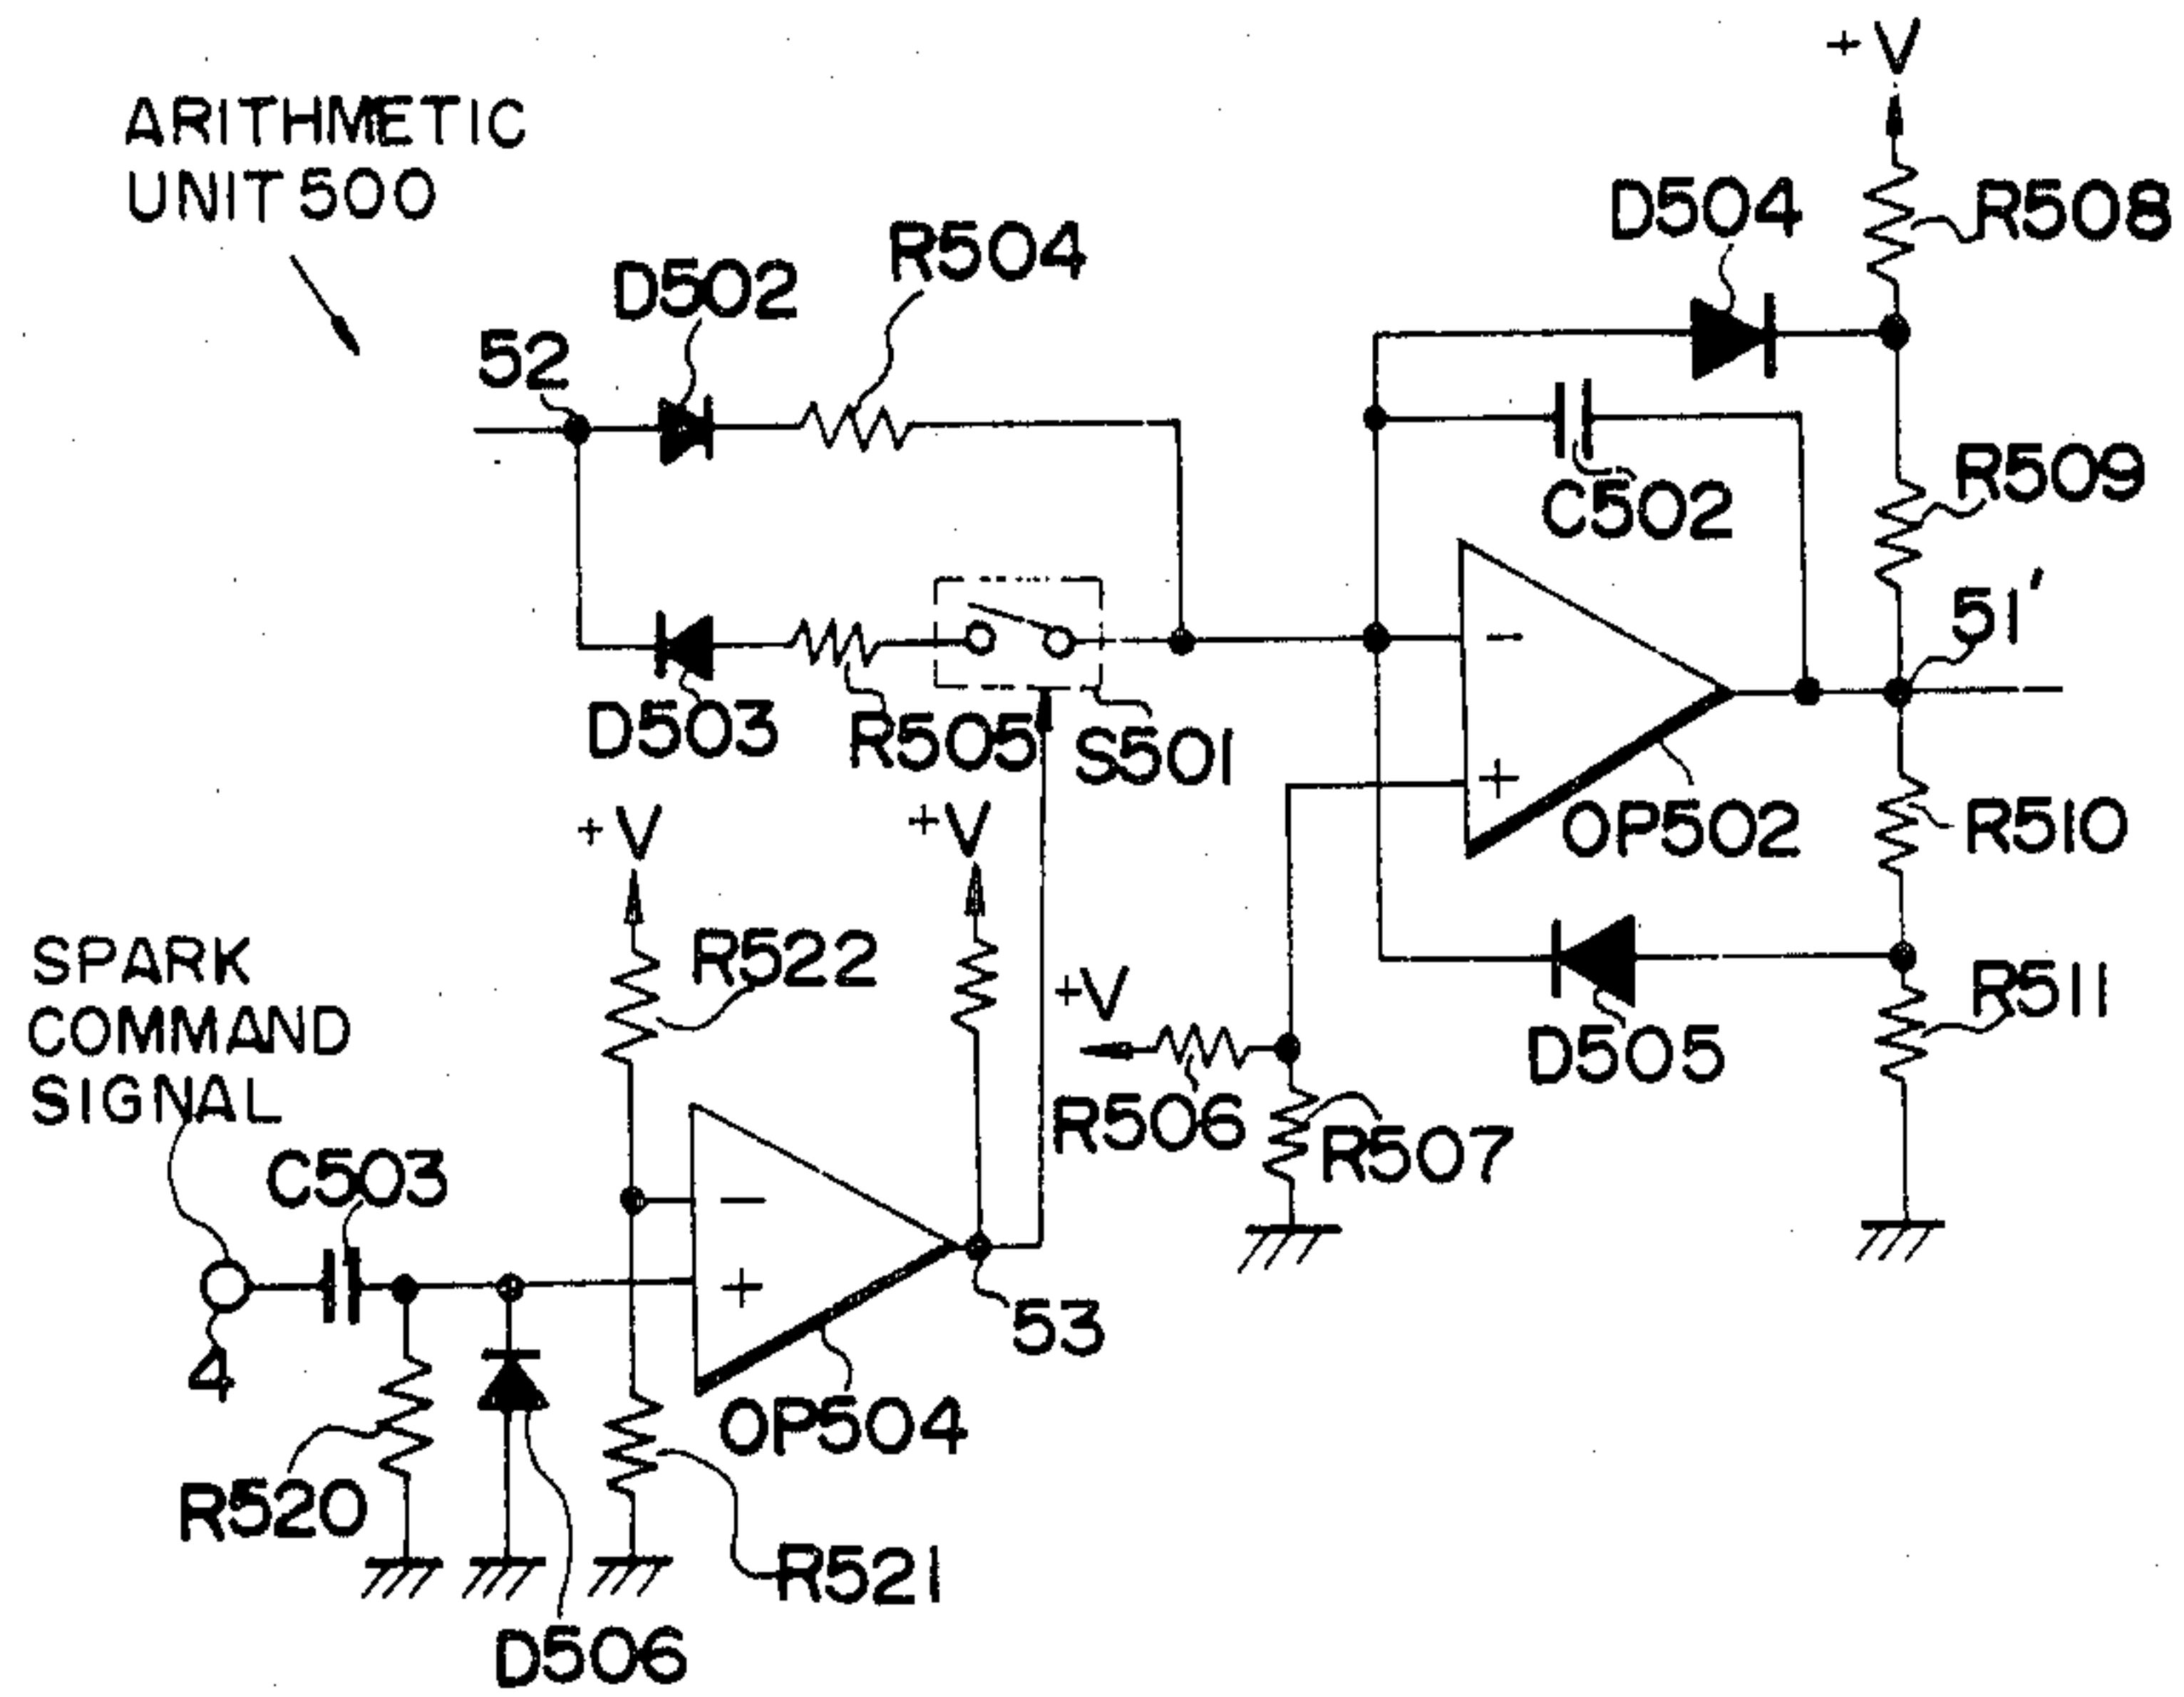 +V
ARITHMETIC
UNIT 500
D504
R508
R504
D502
52
R509
C502
51'
D503
R505
S501
−
+
OP502
R510
+V
+V
SPARK
COMMAND
SIGNAL
R522
+V
R511
D505
R506
R507
C503
−
+
53
4
OP504
R520
R521
D506